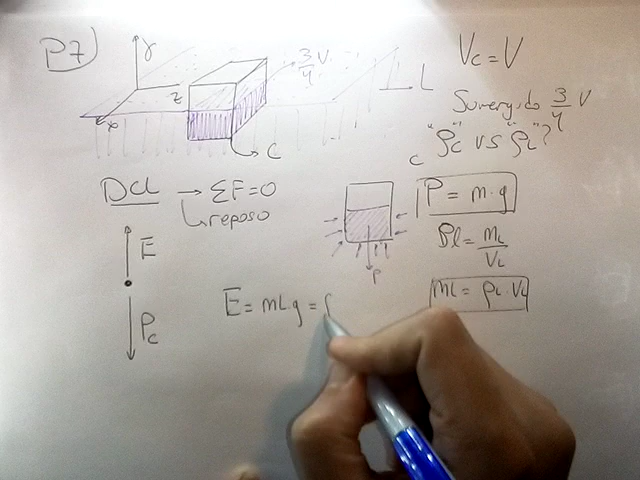 P7)
Y
z
x
3/4 V
L
C
Vc = V
Sumergido 3/4 V
c "ρc" vs "ρL"?
DCL → ΣF=0
↳ reposo
E
Pc
P
P = m·g
ρL = mL/VL
mL = ρL·VL
E = mL g = ρ